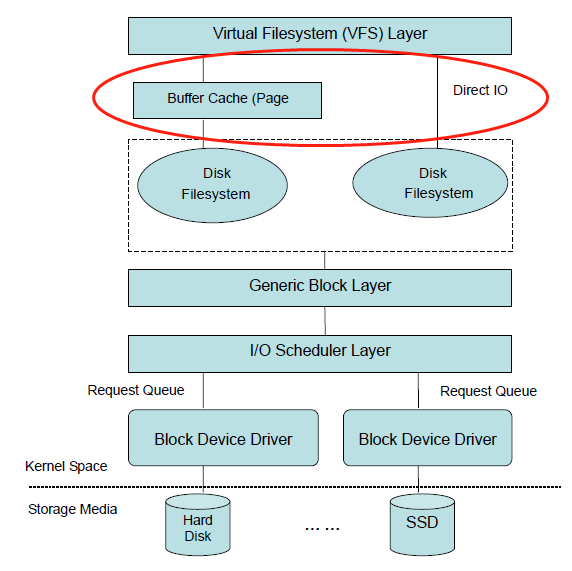 Virtual Filesystem (VFS) Layer
Buffer Cache (Page
Direct IO
Disk
Filesystem
Disk
Filesystem
Generic Block Layer
I/O Scheduler Layer
Request Queue
Request Queue
Block Device Driver
Block Device Driver
Kernel Space
Storage Media
Hard
Disk
... ...
SSD